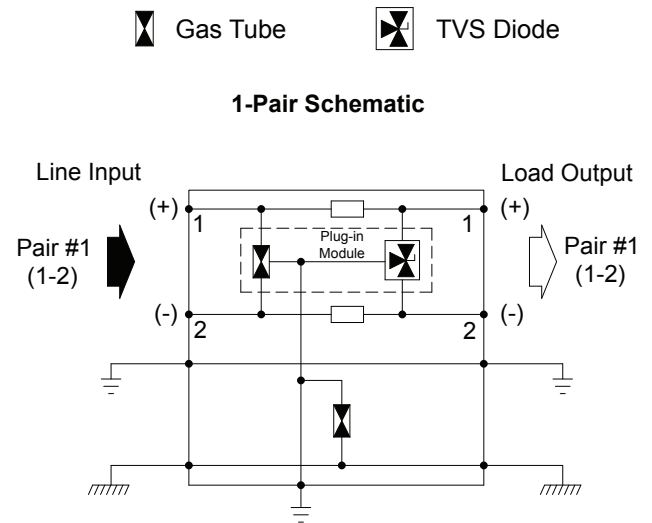 Gas Tube
TVS Diode
1-Pair Schematic
Line Input
Load Output
(+)
1
1
(+)
Pair #1
(1-2)
Plug-in
Module
Pair #1
(1-2)
(-)
2
2
(-)